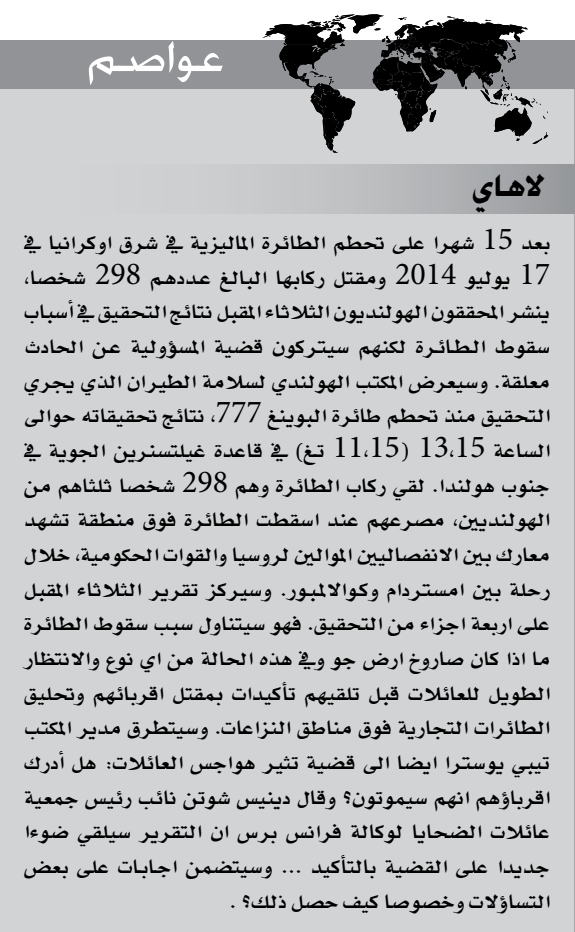 عواصم
لاهاي
بعد 15 شهرا على تحطم الطائرة الماليزية في شرق اوكرانيا في
17 يوليو 2014 ومقتل ركابها البالغ عددهم 298 شخصا،
ينشر المحققون الهولنديون الثلاثاء المقبل نتائج التحقيق في أسباب
سقوط الطائرة لكنهم سيتركون قضية المسؤولية عن الحادث
معلقة. وسيعرض المكتب الهولندي لسلامة الطيران الذي يجري
التحقيق منذ تحطم طائرة البوينغ 777، نتائج تحقيقاته حوالى
الساعة 13،15 (11،15 تغ) في قاعدة غيلتسنرين الجوية في
جنوب هولندا. لقي ركاب الطائرة وهم 298 شخصا ثلثاهم من
الهولنديين، مصرعهم عند اسقطت الطائرة فوق منطقة تشهد
معارك بين الانفصاليين الموالين لروسيا والقوات الحكومية، خلال
رحلة بين امستردام وكوالالمبور. وسيركز تقرير الثلاثاء المقبل
على اربعة اجزاء من التحقيق. فهو سيتناول سبب سقوط الطائرة
ما اذا كان صاروخ ارض جو وفي هذه الحالة من اي نوع والانتظار
الطويل للعائلات قبل تلقيهم تأكيدات بمقتل اقربائهم وتحليق
الطائرات التجارية فوق مناطق النزاعات. وسيتطرق مدير المكتب
تيبي يوسترا ايضا الى قضية تثير هواجس العائلات: هل أدرك
اقرباؤهم انهم سيموتون؟ وقال دينيس شوتن نائب رئيس جمعية
عائلات الضحايا لوكالة فرانس برس ان التقرير سيلقي ضوءا
جديدا على القضية بالتأكيد ... وسيتضمن اجابات على بعض
التساؤلات وخصوصا كيف حصل ذلك؟ .